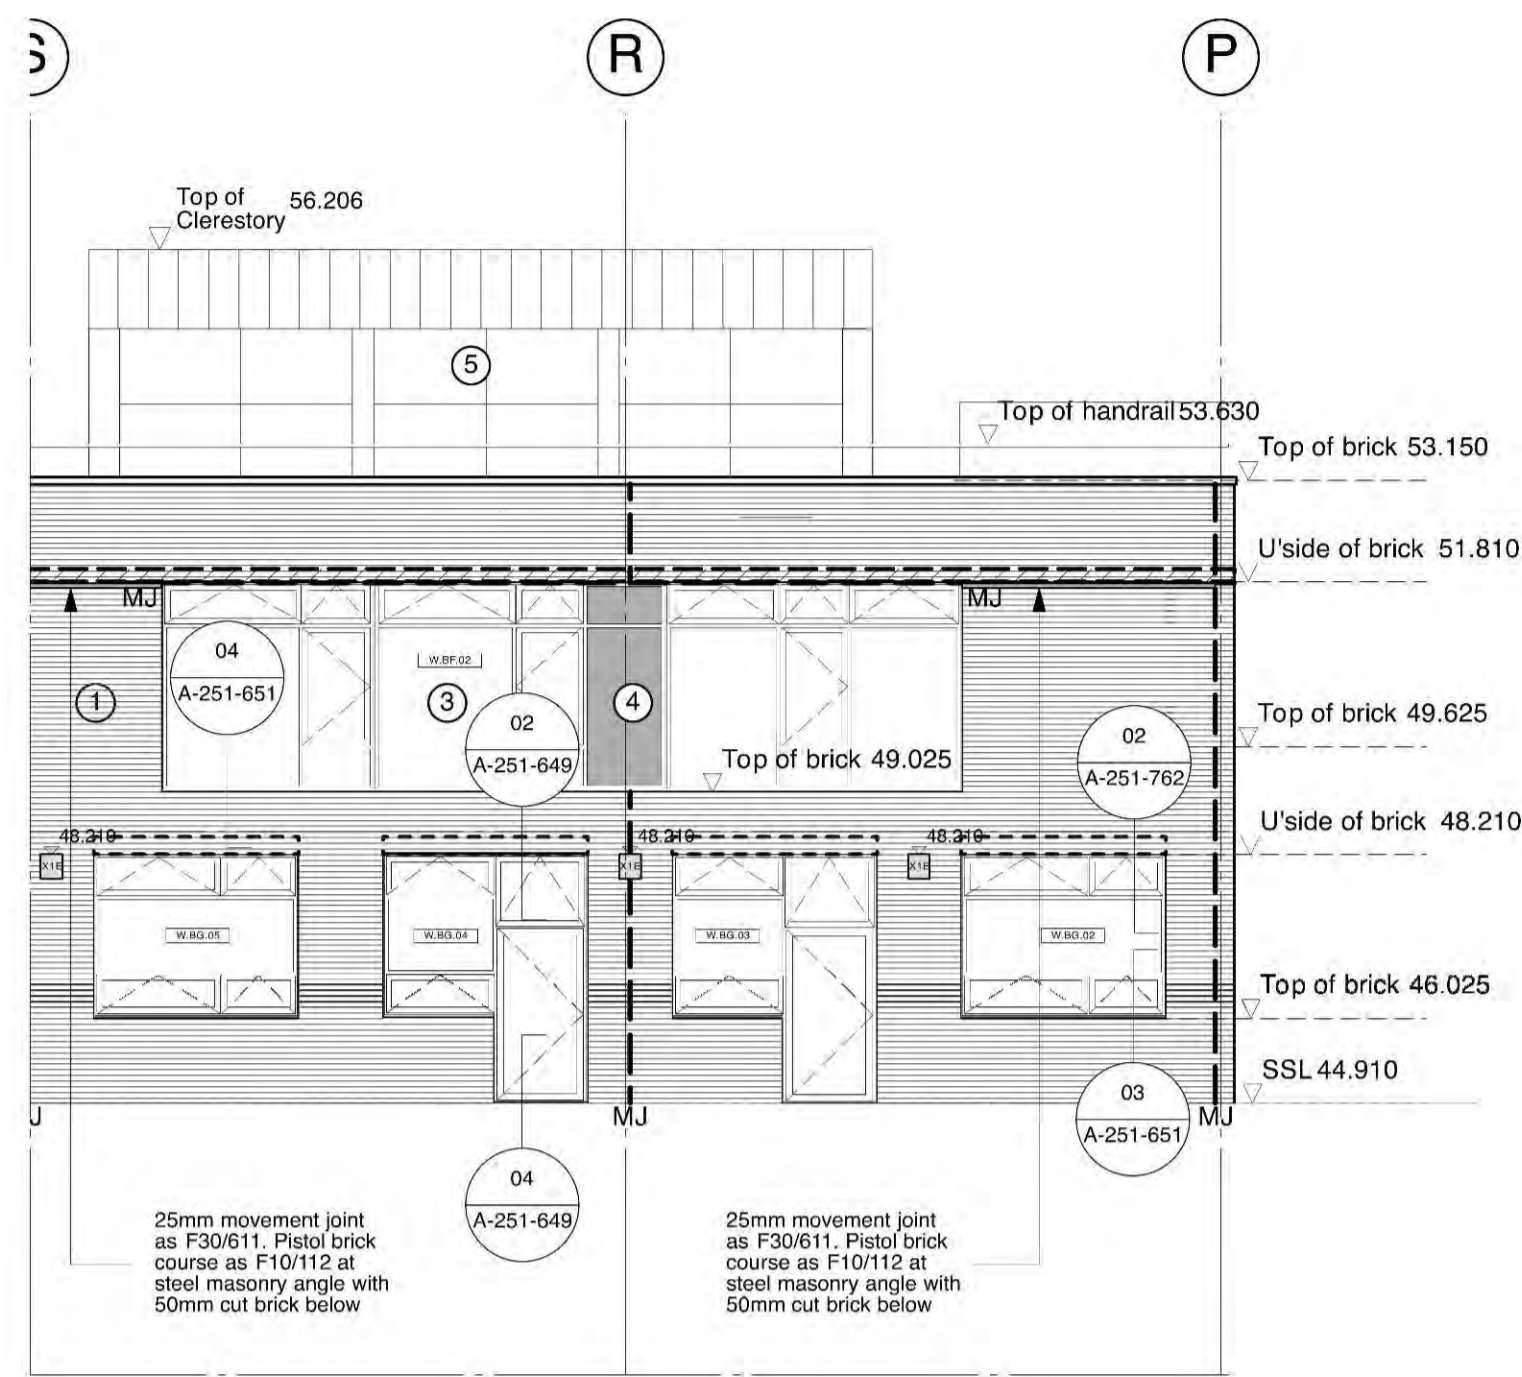 S
R
P
Top of
Clerestory
56.206
5
Top of handrail 53.630
Top of brick 53.150
U'side of brick 51.810
MJ
MJ
04
A-251-651
W.BF.02
1
3
4
02
A-251-649
Top of brick 49.025
02
A-251-762
Top of brick 49.625
48.210
48.210
48.210
U'side of brick 48.210
X1E
X1E
X1E
W.BG.05
W.BG.04
W.BG.03
W.BG.02
Top of brick 46.025
SSL 44.910
J
MJ
MJ
03
A-251-651
04
A-251-649
25mm movement joint
as F30/611. Pistol brick
course as F10/112 at
steel masonry angle with
50mm cut brick below
25mm movement joint
as F30/611. Pistol brick
course as F10/112 at
steel masonry angle with
50mm cut brick below